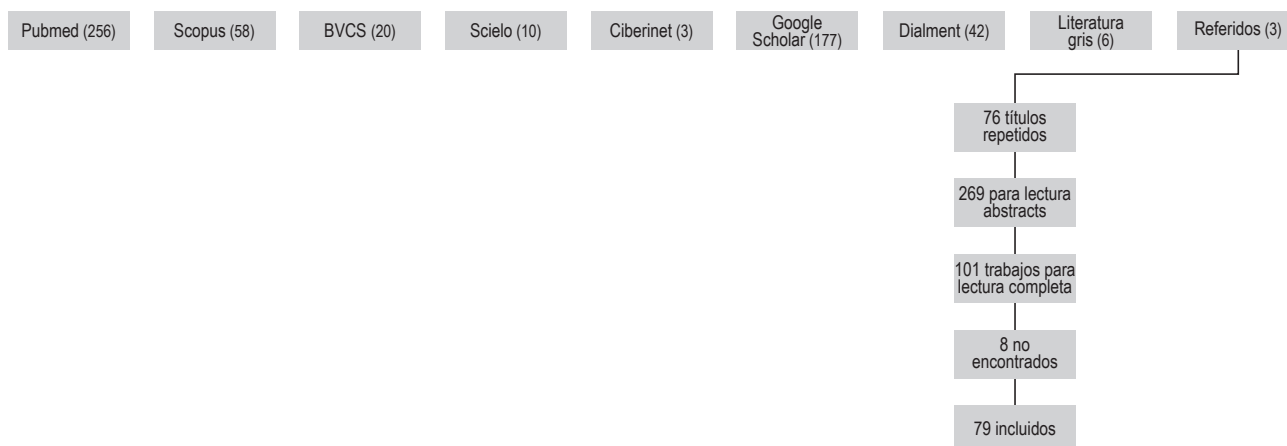 Pubmed (256)
Scopus (58)
BVCS (20)
Scielo (10)
Ciberinet (3)
Google
Scholar (177)
Dialment (42)
Literatura
gris (6)
Referidos (3)
76 títulos
repetidos
269 para lectura
abstracts
101 trabajos para
lectura completa
8 no
encontrados
79 incluidos